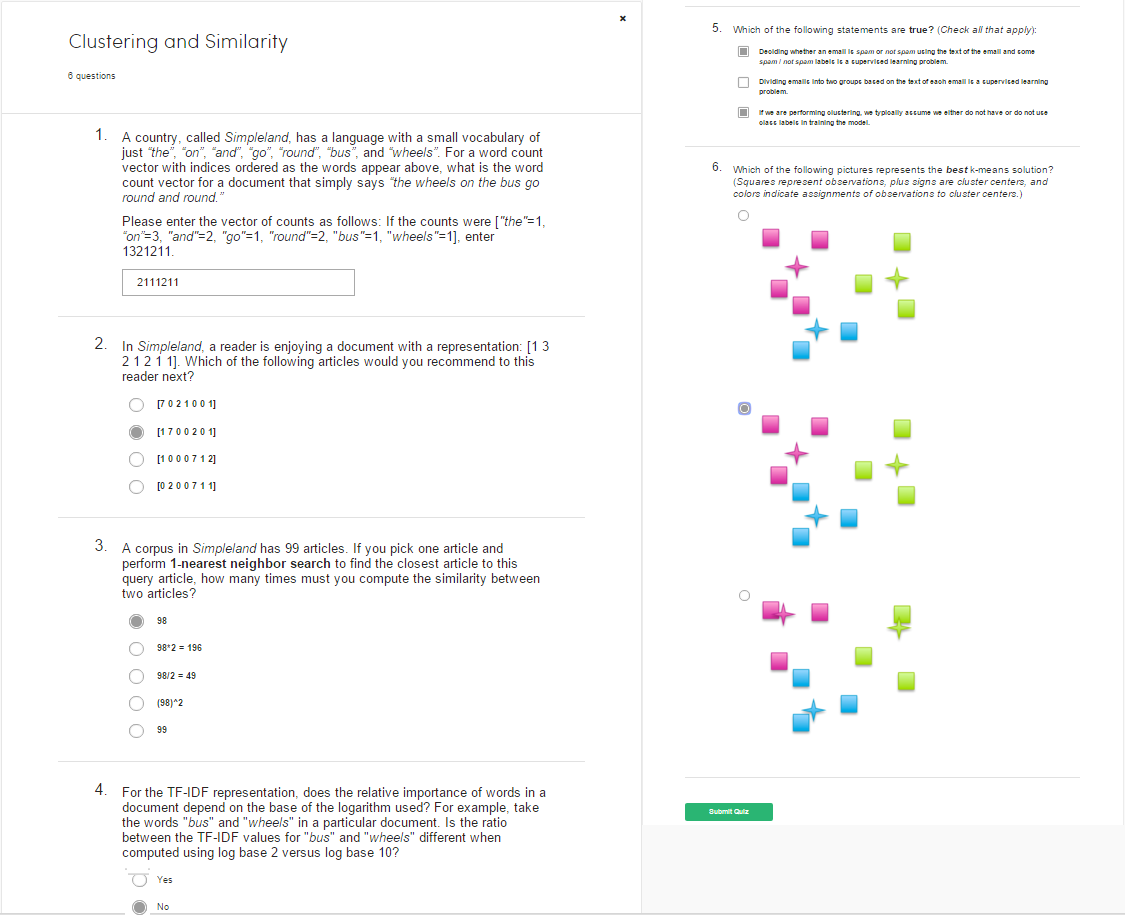 ×
Clustering and Similarity
6 questions
1. A country, called Simpleland, has a language with a small vocabulary of
just “the”, “on”, “and”, “go”, “round”, “bus”, and “wheels”. For a word count
vector with indices ordered as the words appear above, what is the word
count vector for a document that simply says “the wheels on the bus go
round and round.”
Please enter the vector of counts as follows: If the counts were ["the"=1,
“on”=3, "and"=2, "go"=1, "round"=2, "bus"=1, "wheels"=1], enter
1321211.
2111211
2. In Simpleland, a reader is enjoying a document with a representation: [1 3
2 1 2 1 1]. Which of the following articles would you recommend to this
reader next?
[7 0 2 1 0 0 1]
[1 7 0 0 2 0 1]
[1 0 0 0 7 1 2]
[0 2 0 0 7 1 1]
3. A corpus in Simpleland has 99 articles. If you pick one article and
perform 1-nearest neighbor search to find the closest article to this
query article, how many times must you compute the similarity between
two articles?
98
98*2 = 196
98/2 = 49
(98)^2
99
4. For the TF-IDF representation, does the relative importance of words in a
document depend on the base of the logarithm used? For example, take
the words "bus" and "wheels" in a particular document. Is the ratio
between the TF-IDF values for "bus" and "wheels" different when
computed using log base 2 versus log base 10?
Yes
No
5. Which of the following statements are true? (Check all that apply):
Deciding whether an email is spam or not spam using the text of the email and some
spam / not spam labels is a supervised learning problem.
Dividing emails into two groups based on the text of each email is a supervised learning
problem.
If we are performing clustering, we typically assume we either do not have or do not use
class labels in training the model.
6. Which of the following pictures represents the best k-means solution?
(Squares represent observations, plus signs are cluster centers, and
colors indicate assignments of observations to cluster centers.)
Submit Quiz